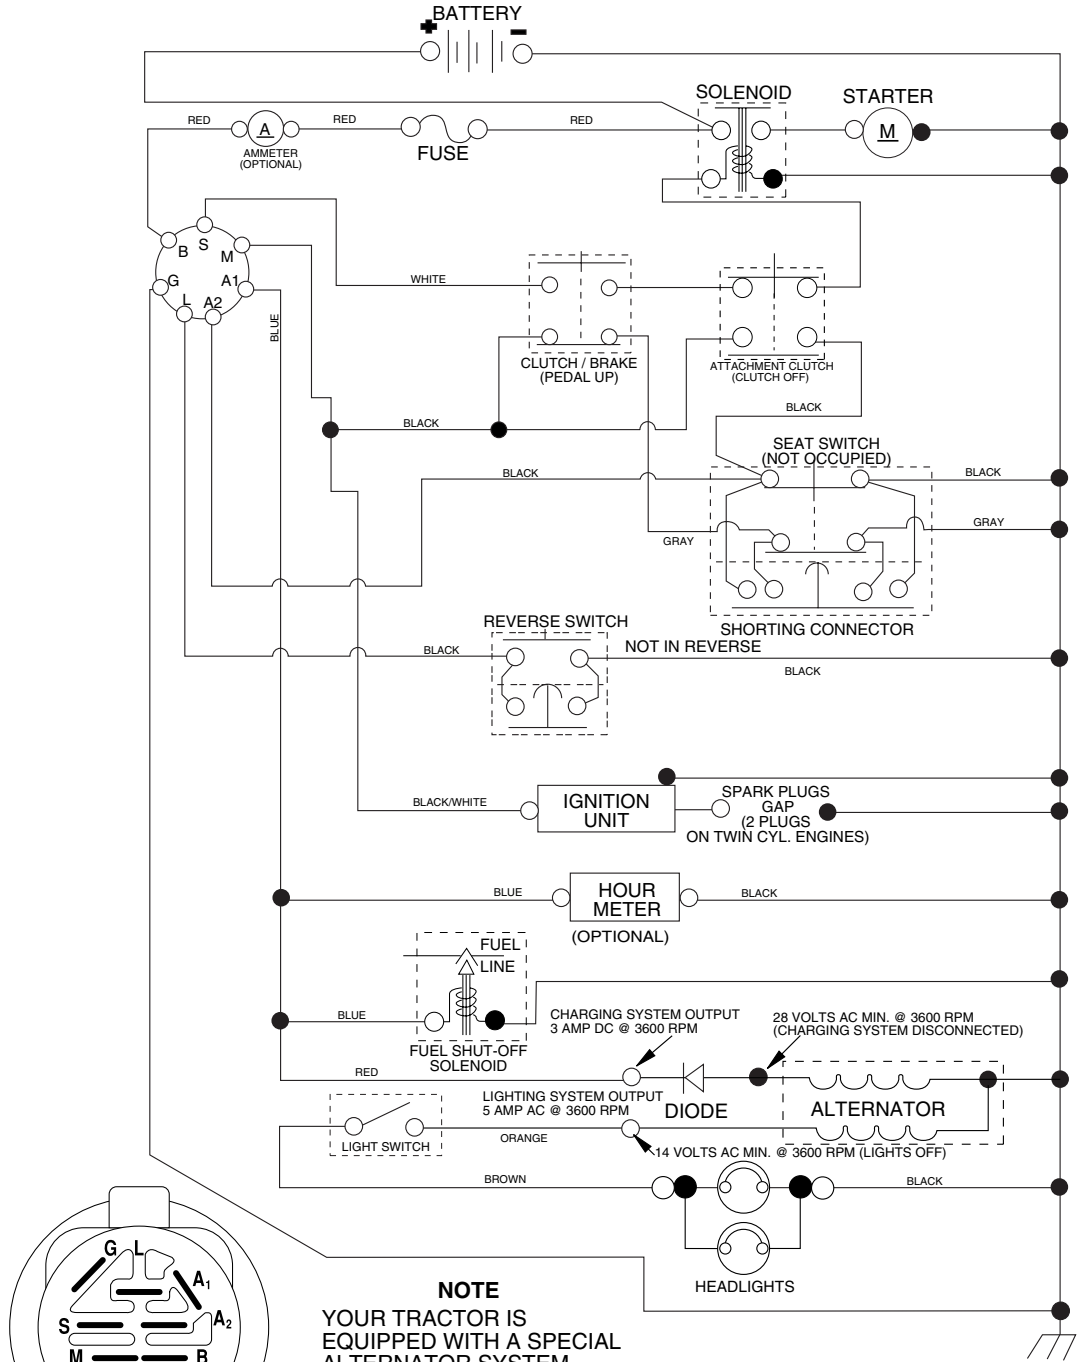 BATTERY
SOLENOID
STARTER
RED
A
RED
FUSE
RED
M
AMMETER
(OPTIONAL)
B
S
M
G
A1
L
A2
BLUE
WHITE
CLUTCH / BRAKE
(PEDAL UP)
ATTACHMENT CLUTCH
(CLUTCH OFF)
BLACK
BLACK
SEAT SWITCH
(NOT OCCUPIED)
BLACK
BLACK
GRAY
GRAY
SHORTING CONNECTOR
REVERSE SWITCH
NOT IN REVERSE
BLACK
BLACK
BLACK/WHITE
IGNITION
UNIT
SPARK PLUGS
GAP
(2 PLUGS
ON TWIN CYL. ENGINES)
BLUE
HOUR
METER
BLACK
(OPTIONAL)
FUEL
LINE
BLUE
FUEL SHUT-OFF
SOLENOID
CHARGING SYSTEM OUTPUT
3 AMP DC @ 3600 RPM
28 VOLTS AC MIN. @ 3600 RPM
(CHARGING SYSTEM DISCONNECTED)
RED
LIGHTING SYSTEM OUTPUT
5 AMP AC @ 3600 RPM
DIODE
ALTERNATOR
LIGHT SWITCH
ORANGE
14 VOLTS AC MIN. @ 3600 RPM (LIGHTS OFF)
BROWN
BLACK
HEADLIGHTS
G
L
A1
A2
S
M
B
NOTE
YOUR TRACTOR IS
EQUIPPED WITH A SPECIAL
ALTERNATOR SYSTEM